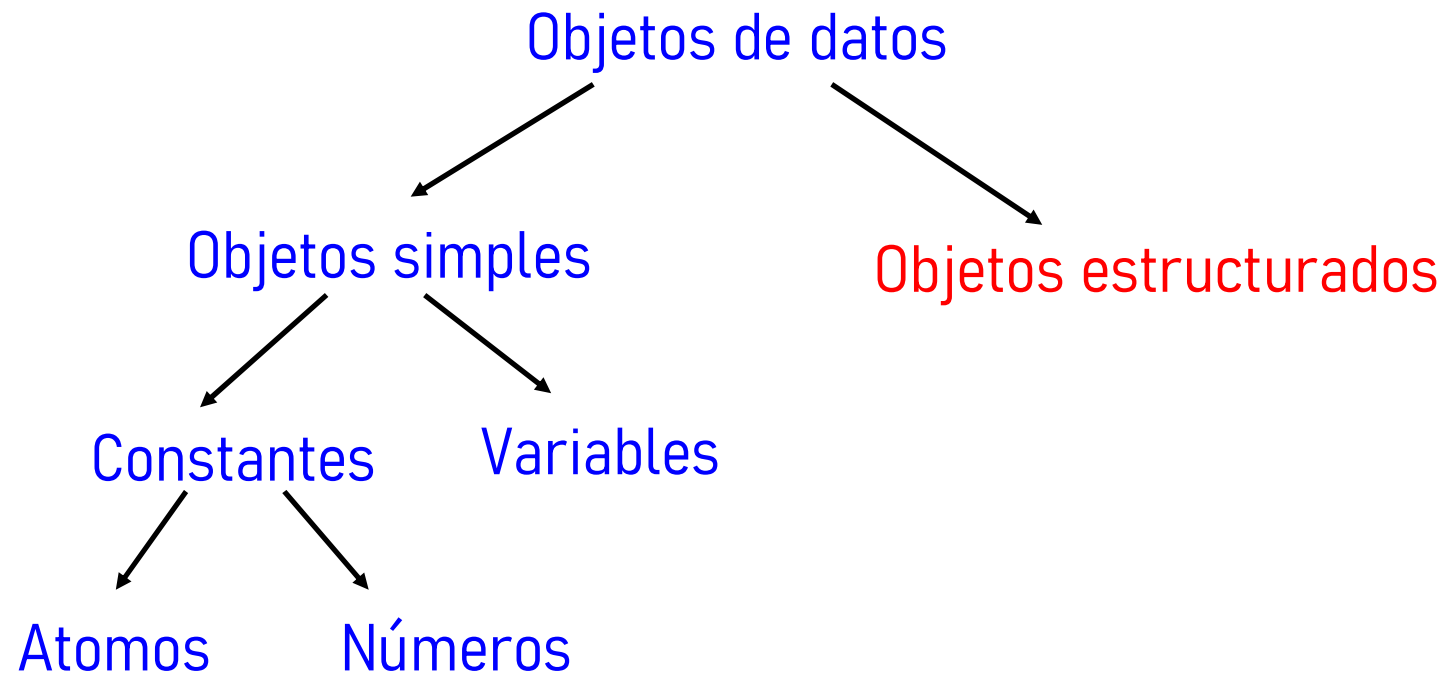 Objetos de datos
Objetos simples
Objetos estructurados
Constantes
Variables
Atomos
Números